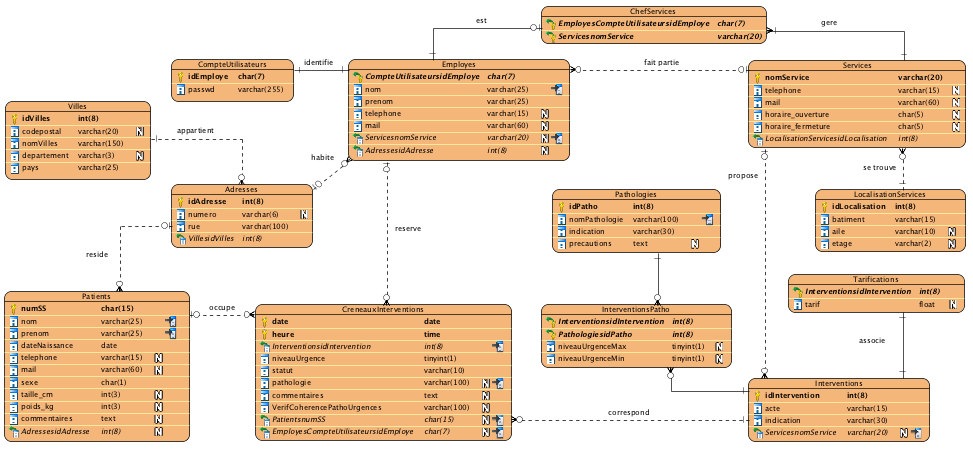 ChefServices
EmployesCompteUtilisateursidEmploye char(7)
ServicesnomService varchar(20)
est
gere
CompteUtilisateurs
idEmploye char(7)
passwd varchar(255)
identifie
Employes
CompteUtilisateursidEmploye char(7)
nom varchar(25)
prenom varchar(25)
telephone varchar(15) N
mail varchar(60) N
ServicesnomService varchar(20) N
AdressesidAdresse int(8) N
fait partie
Services
nomService varchar(20)
telephone varchar(15) N
mail varchar(60) N
horaire_ouverture char(5) N
horaire_fermeture char(5) N
LocalisationServicesidLocalisation int(8)
Villes
idVilles int(8)
codepostal varchar(20) N
nomVilles varchar(150)
departement varchar(3) N
pays varchar(25)
appartient
habite
propose
se trouve
Adresses
idAdresse int(8)
numero varchar(6) N
rue varchar(100)
VillesidVilles int(8)
Pathologies
idPatho int(8)
nomPathologie varchar(100)
indication varchar(30)
precautions text N
LocalisationServices
idLocalisation int(8)
batiment varchar(15)
aile varchar(10) N
etage varchar(2) N
reside
reserve
Tarifications
InterventionsidIntervention int(8)
tarif float N
Patients
numSS char(15)
nom varchar(25)
prenom varchar(25)
dateNaissance date
telephone varchar(15) N
mail varchar(60) N
sexe char(1)
taille_cm int(3) N
poids_kg int(3) N
commentaires text N
AdressesidAdresse int(8) N
occupe
CreneauxInterventions
date date
heure time
InterventionsidIntervention int(8)
niveauUrgence tinyint(1)
statut varchar(10)
pathologie varchar(100) N
commentaires text N
VerifCoherencePathoUrgences varchar(100) N
PatientsnumSS char(15) N
EmployesCompteUtilisateursidEmploye char(7) N
InterventionsPatho
InterventionsidIntervention int(8)
PathologiesidPatho int(8)
niveauUrgenceMax tinyint(1) N
niveauUrgenceMin tinyint(1) N
associe
correspond
Interventions
idIntervention int(8)
acte varchar(15)
indication varchar(30)
ServicesnomService varchar(20) N